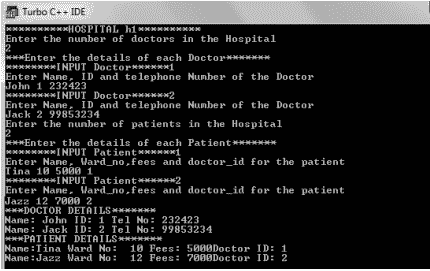 Turbo C++ IDE
**********HOSPITAL h1**********
Enter the number of doctors in the Hospital
2
***Enter the details of each Doctor*******
********INPUT Doctor******1
Enter Name, ID and telephone Number of the Doctor
John 1 232423
********INPUT Doctor******2
Enter Name, ID and telephone Number of the Doctor
Jack 2 99853234
Enter the number of patients in the Hospital
2
***Enter the details of each Patient*******
********INPUT Patient******1
Enter Name, Ward_no,fees and doctor_id for the patient
Tina 10 5000 1
********INPUT Patient******2
Enter Name, Ward_no,fees and doctor_id for the patient
Jazz 12 7000 2
***DOCTOR DETAILS*******
Name: John ID: 1 Tel No: 232423
Name: Jack ID: 2 Tel No: 99853234
***PATIENT DETAILS*******
Name:Tina Ward No:  10 Fees: 5000Doctor ID: 1
Name:Jazz Ward No:  12 Fees: 7000Doctor ID: 2